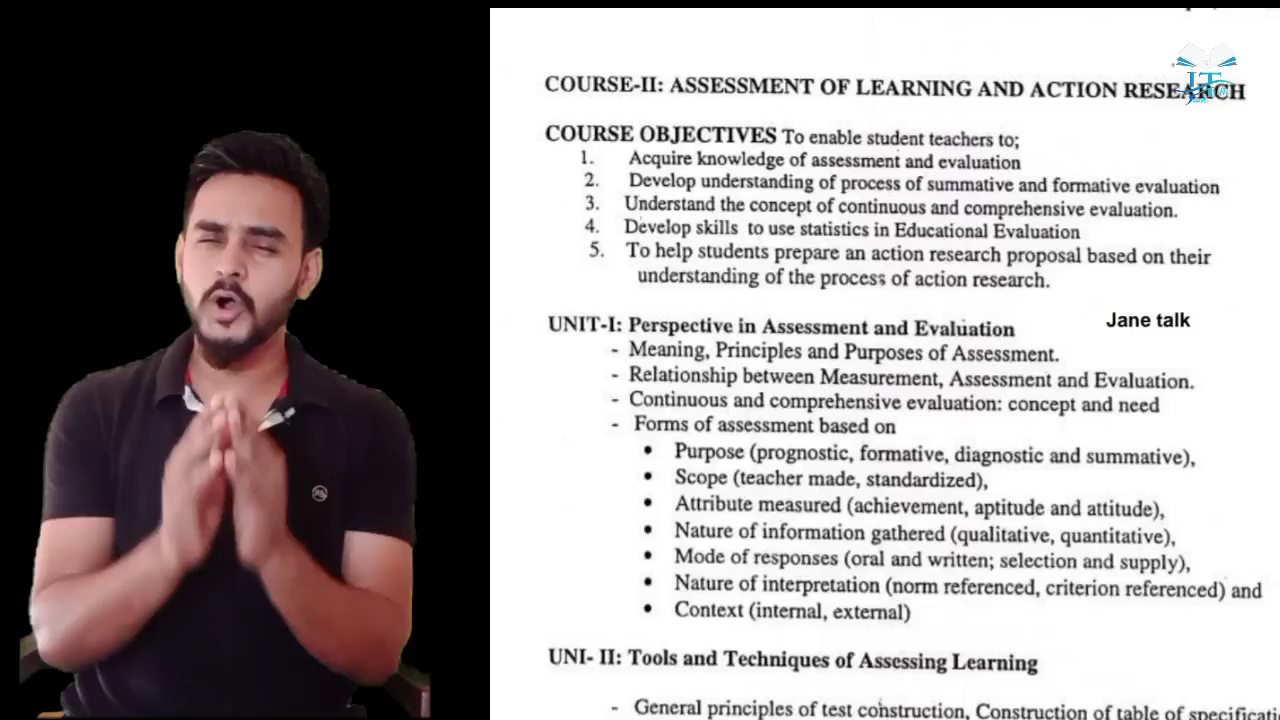 COURSE-II: ASSESSMENT OF LEARNING AND ACTION RESEARCH
COURSE OBJECTIVES To enable student teachers to;
1. Acquire knowledge of assessment and evaluation
2. Develop understanding of process of summative and formative evaluation
3. Understand the concept of continuous and comprehensive evaluation.
4. Develop skills to use statistics in Educational Evaluation
5. To help students prepare an action research proposal based on their
understanding of the process of action research.
UNIT-I: Perspective in Assessment and Evaluation
Jane talk
- Meaning, Principles and Purposes of Assessment.
- Relationship between Measurement, Assessment and Evaluation.
- Continuous and comprehensive evaluation: concept and need
- Forms of assessment based on
• Purpose (prognostic, formative, diagnostic and summative),
• Scope (teacher made, standardized),
• Attribute measured (achievement, aptitude and attitude),
• Nature of information gathered (qualitative, quantitative),
• Mode of responses (oral and written; selection and supply),
• Nature of interpretation (norm referenced, criterion referenced) and
• Context (internal, external)
UNI- II: Tools and Techniques of Assessing Learning
- General principles of test construction, Construction of table of